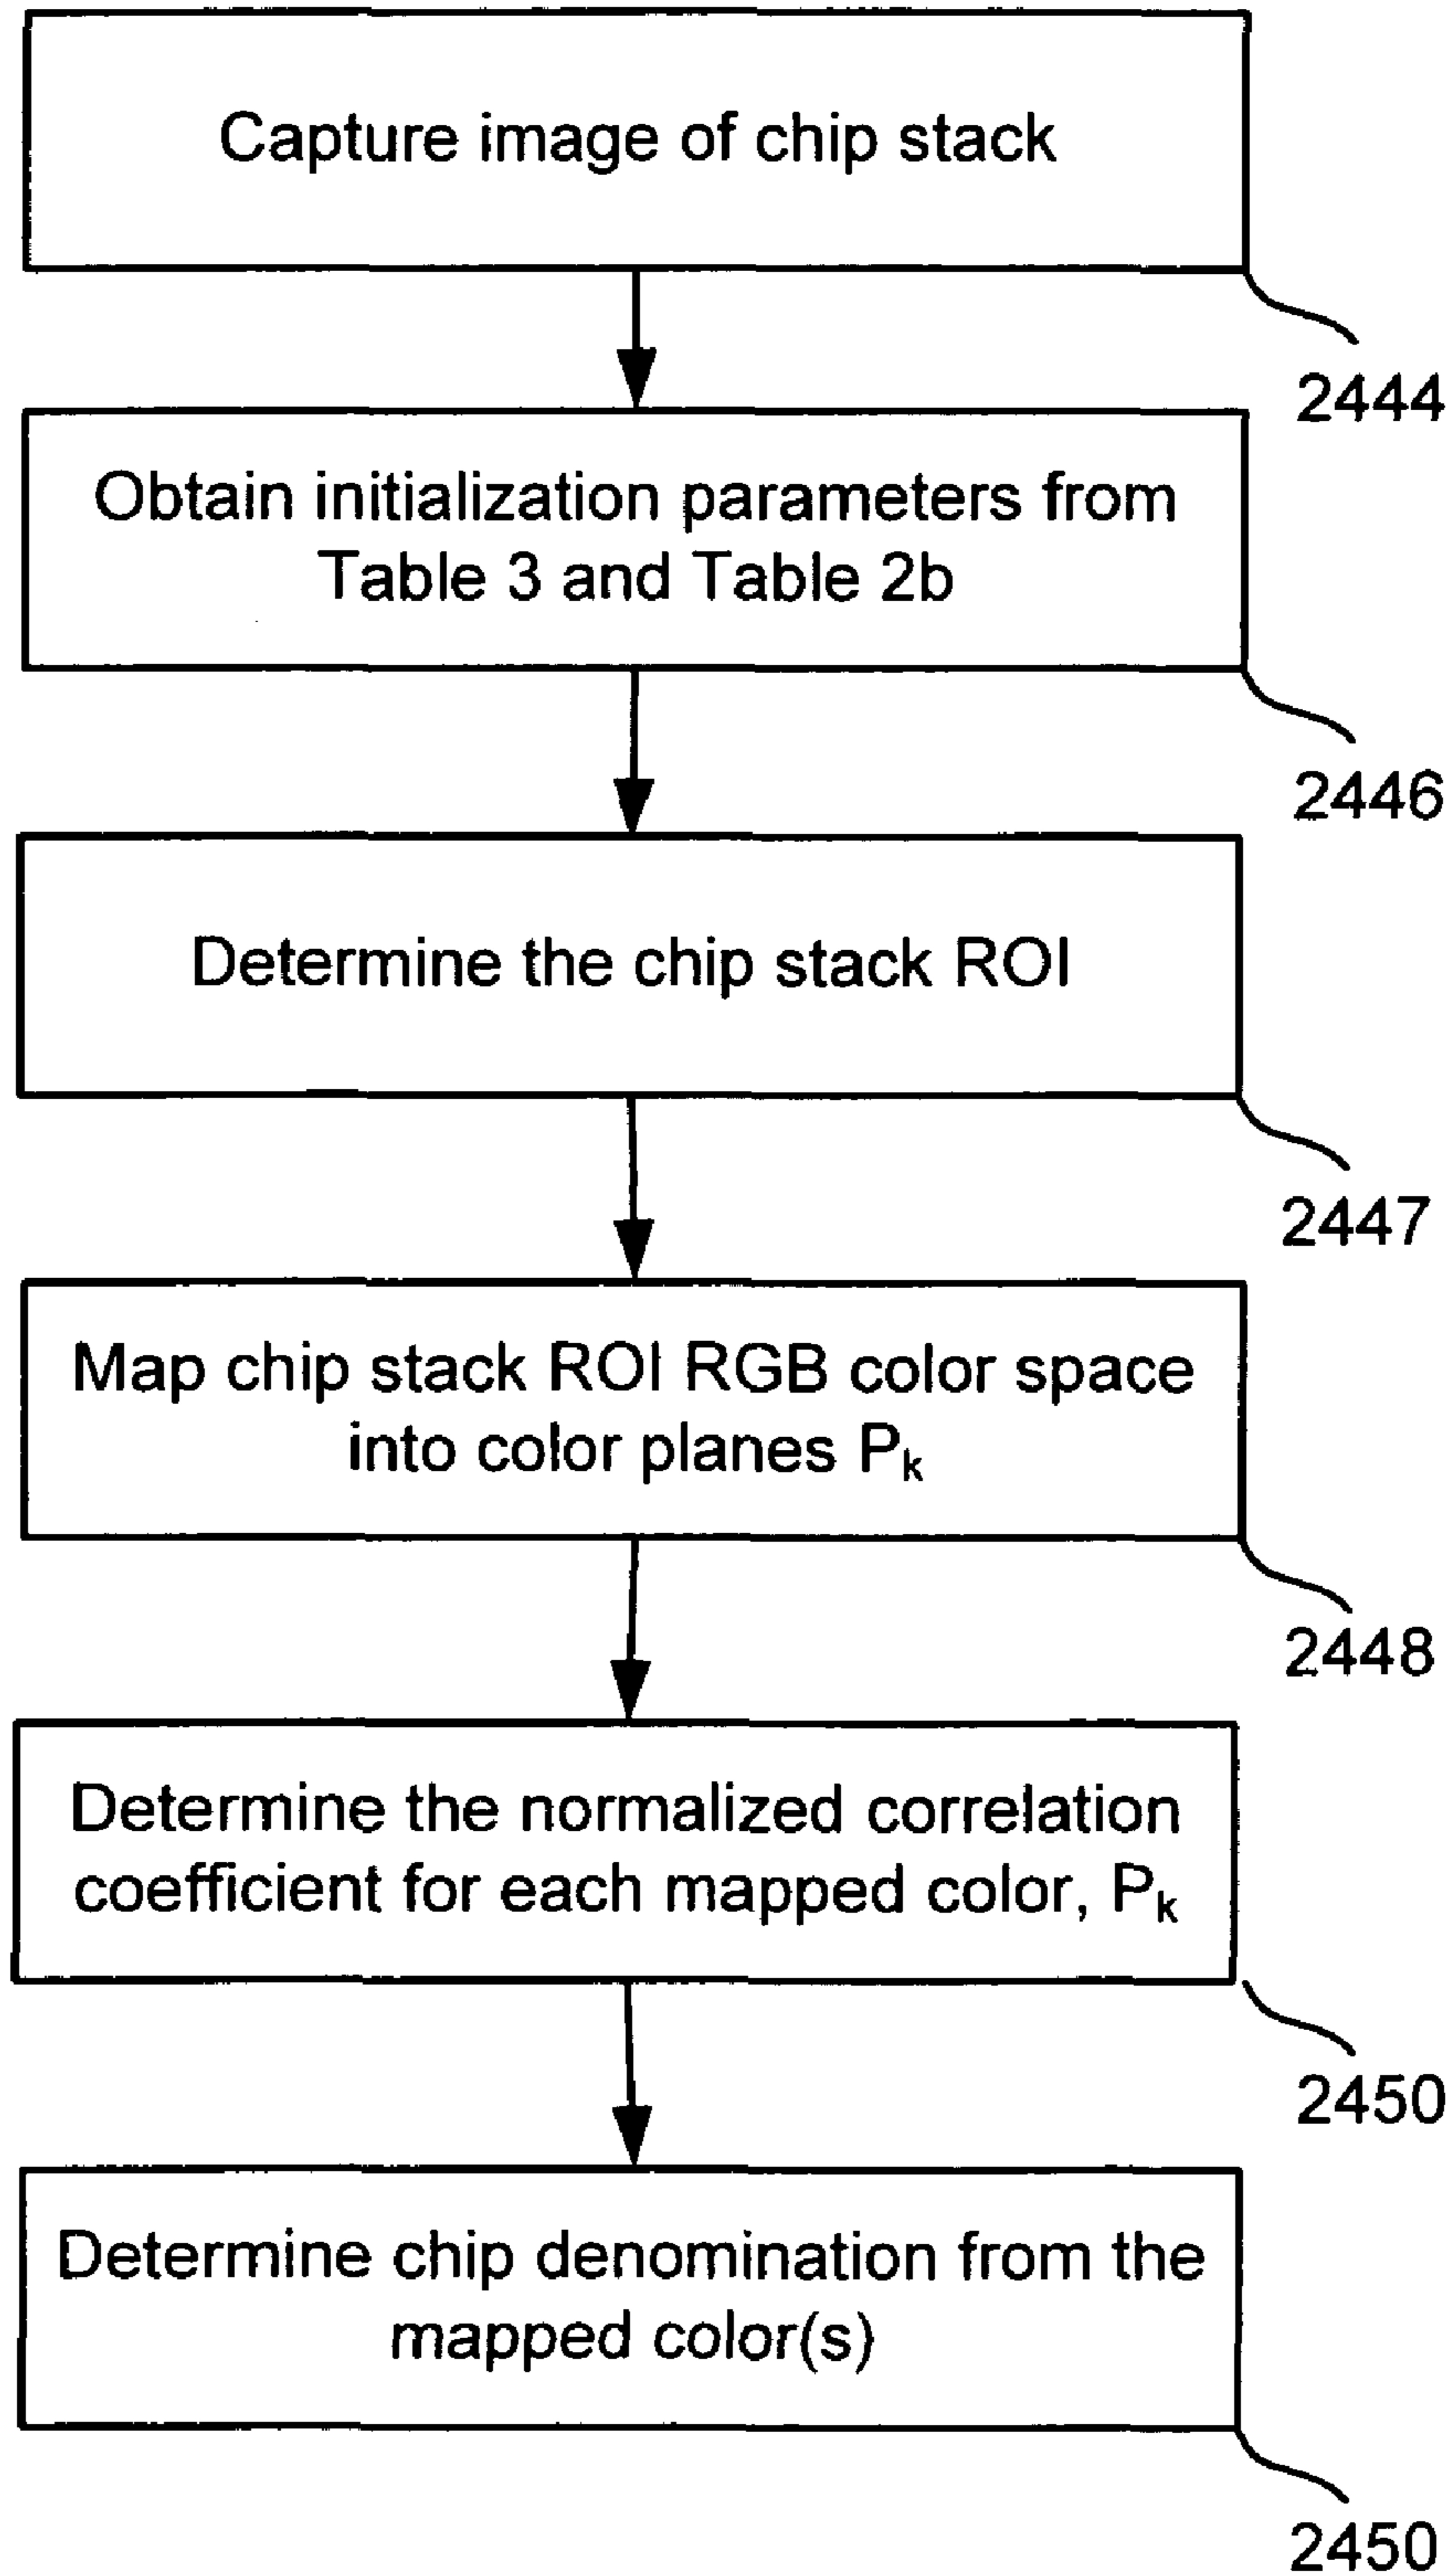 Capture image of chip stack
2444
Obtain initialization parameters from
Table 3 and Table 2b
2446
Determine the chip stack ROI
2447
Map chip stack ROI RGB color space
into color planes Pk
2448
Determine the normalized correlation
coefficient for each mapped color, Pk
2450
Determine chip denomination from the
mapped color(s)
2450